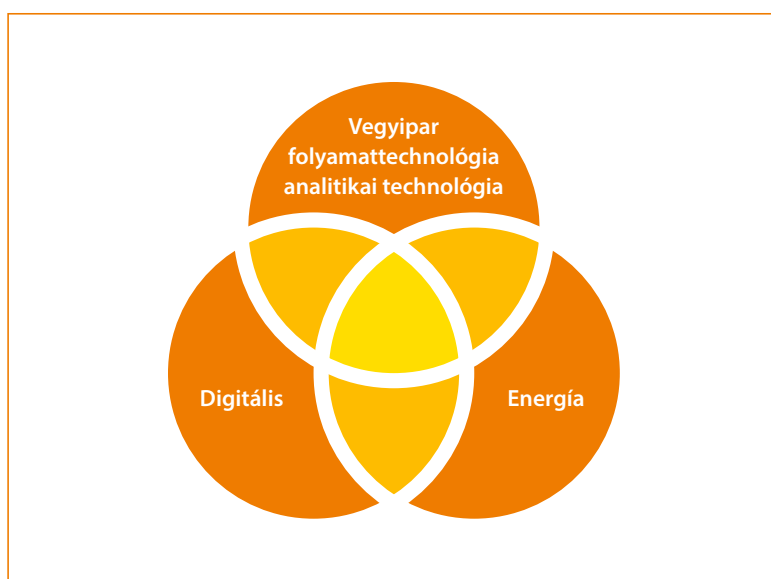 Vegyipar
folyamattechnológia
analitikai technológia
Digitális
Energía